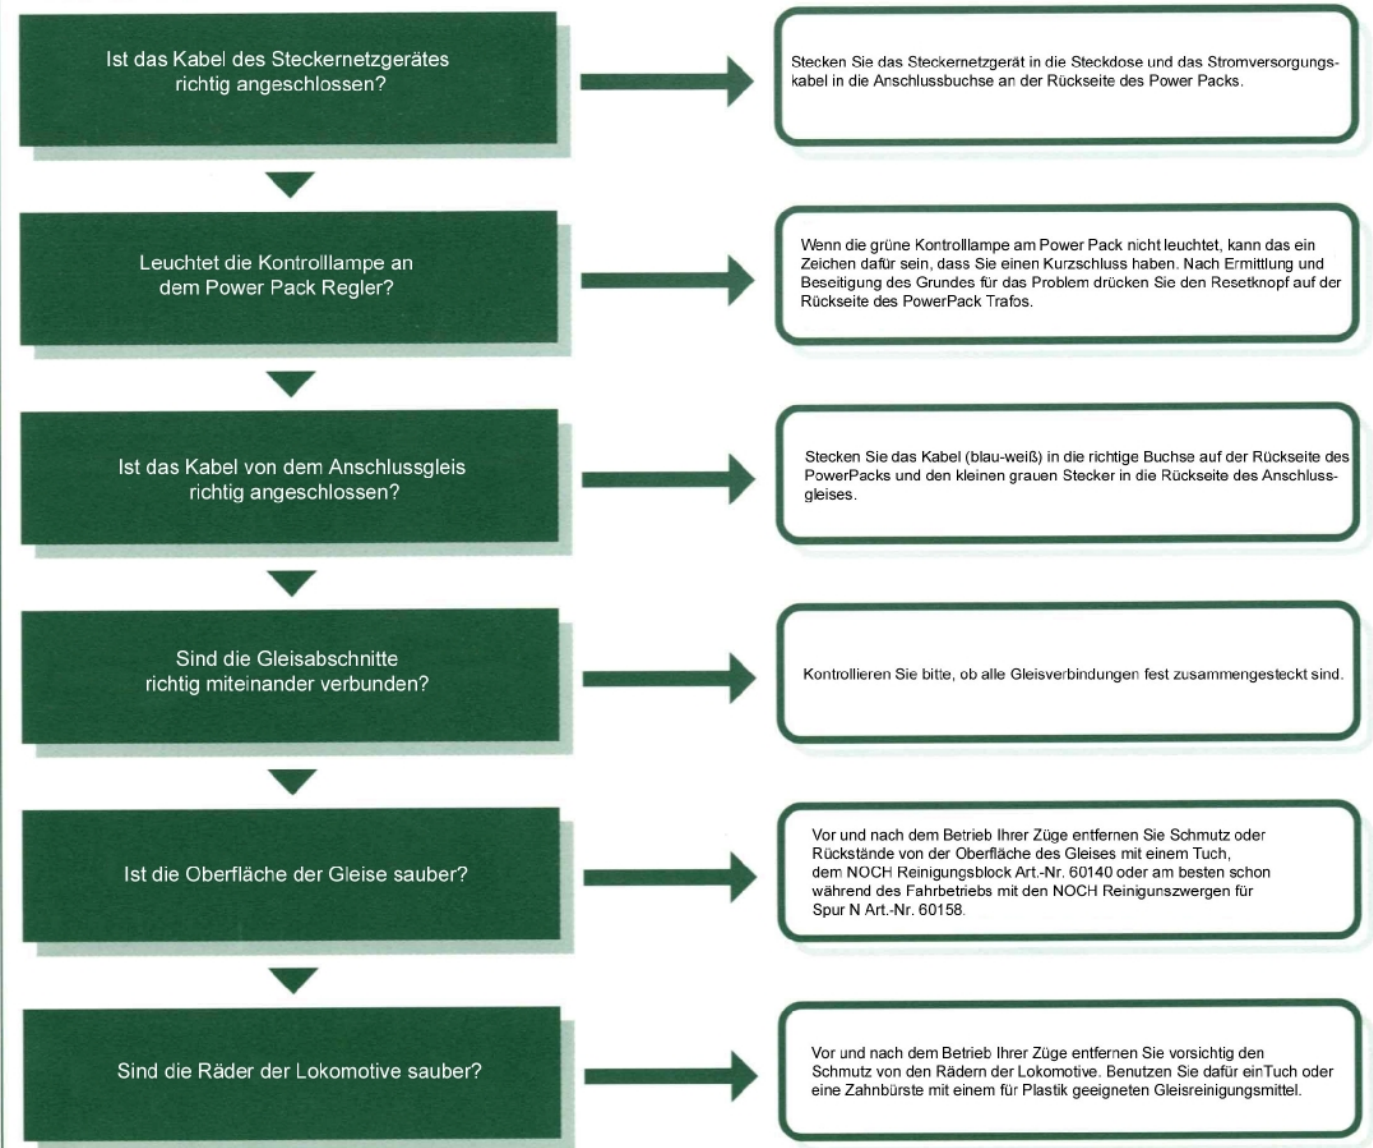 Ist das Kabel des Steckernetzgerätes
richtig angeschlossen?
Stecken Sie das Steckernetzgerät in die Steckdose und das Stromversorgungs-
kabel in die Anschlussbuchse an der Rückseite des Power Packs.
Leuchtet die Kontrolllampe an
dem Power Pack Regler?
Wenn die grüne Kontrolllampe am Power Pack nicht leuchtet, kann das ein
Zeichen dafür sein, dass Sie einen Kurzschluss haben. Nach Ermittlung und
Beseitigung des Grundes für das Problem drücken Sie den Resetknopf auf der
Rückseite des PowerPack Trafos.
Ist das Kabel von dem Anschlussgleis
richtig angeschlossen?
Stecken Sie das Kabel (blau-weiß) in die richtige Buchse auf der Rückseite des
PowerPacks und den kleinen grauen Stecker in die Rückseite des Anschluss-
gleises.
Sind die Gleisabschnitte
richtig miteinander verbunden?
Kontrollieren Sie bitte, ob alle Gleisverbindungen fest zusammengesteckt sind.
Ist die Oberfläche der Gleise sauber?
Vor und nach dem Betrieb Ihrer Züge entfernen Sie Schmutz oder
Rückstände von der Oberfläche des Gleises mit einem Tuch,
dem NOCH Reinigungsblock Art.-Nr. 60140 oder am besten schon
während des Fahrbetriebs mit den NOCH Reinigunszwergen für
Spur N Art.-Nr. 60158.
Sind die Räder der Lokomotive sauber?
Vor und nach dem Betrieb Ihrer Züge entfernen Sie vorsichtig den
Schmutz von den Rädern der Lokomotive. Benutzen Sie dafür einTuch oder
eine Zahnbürste mit einem für Plastik geeigneten Gleisreinigungsmittel.